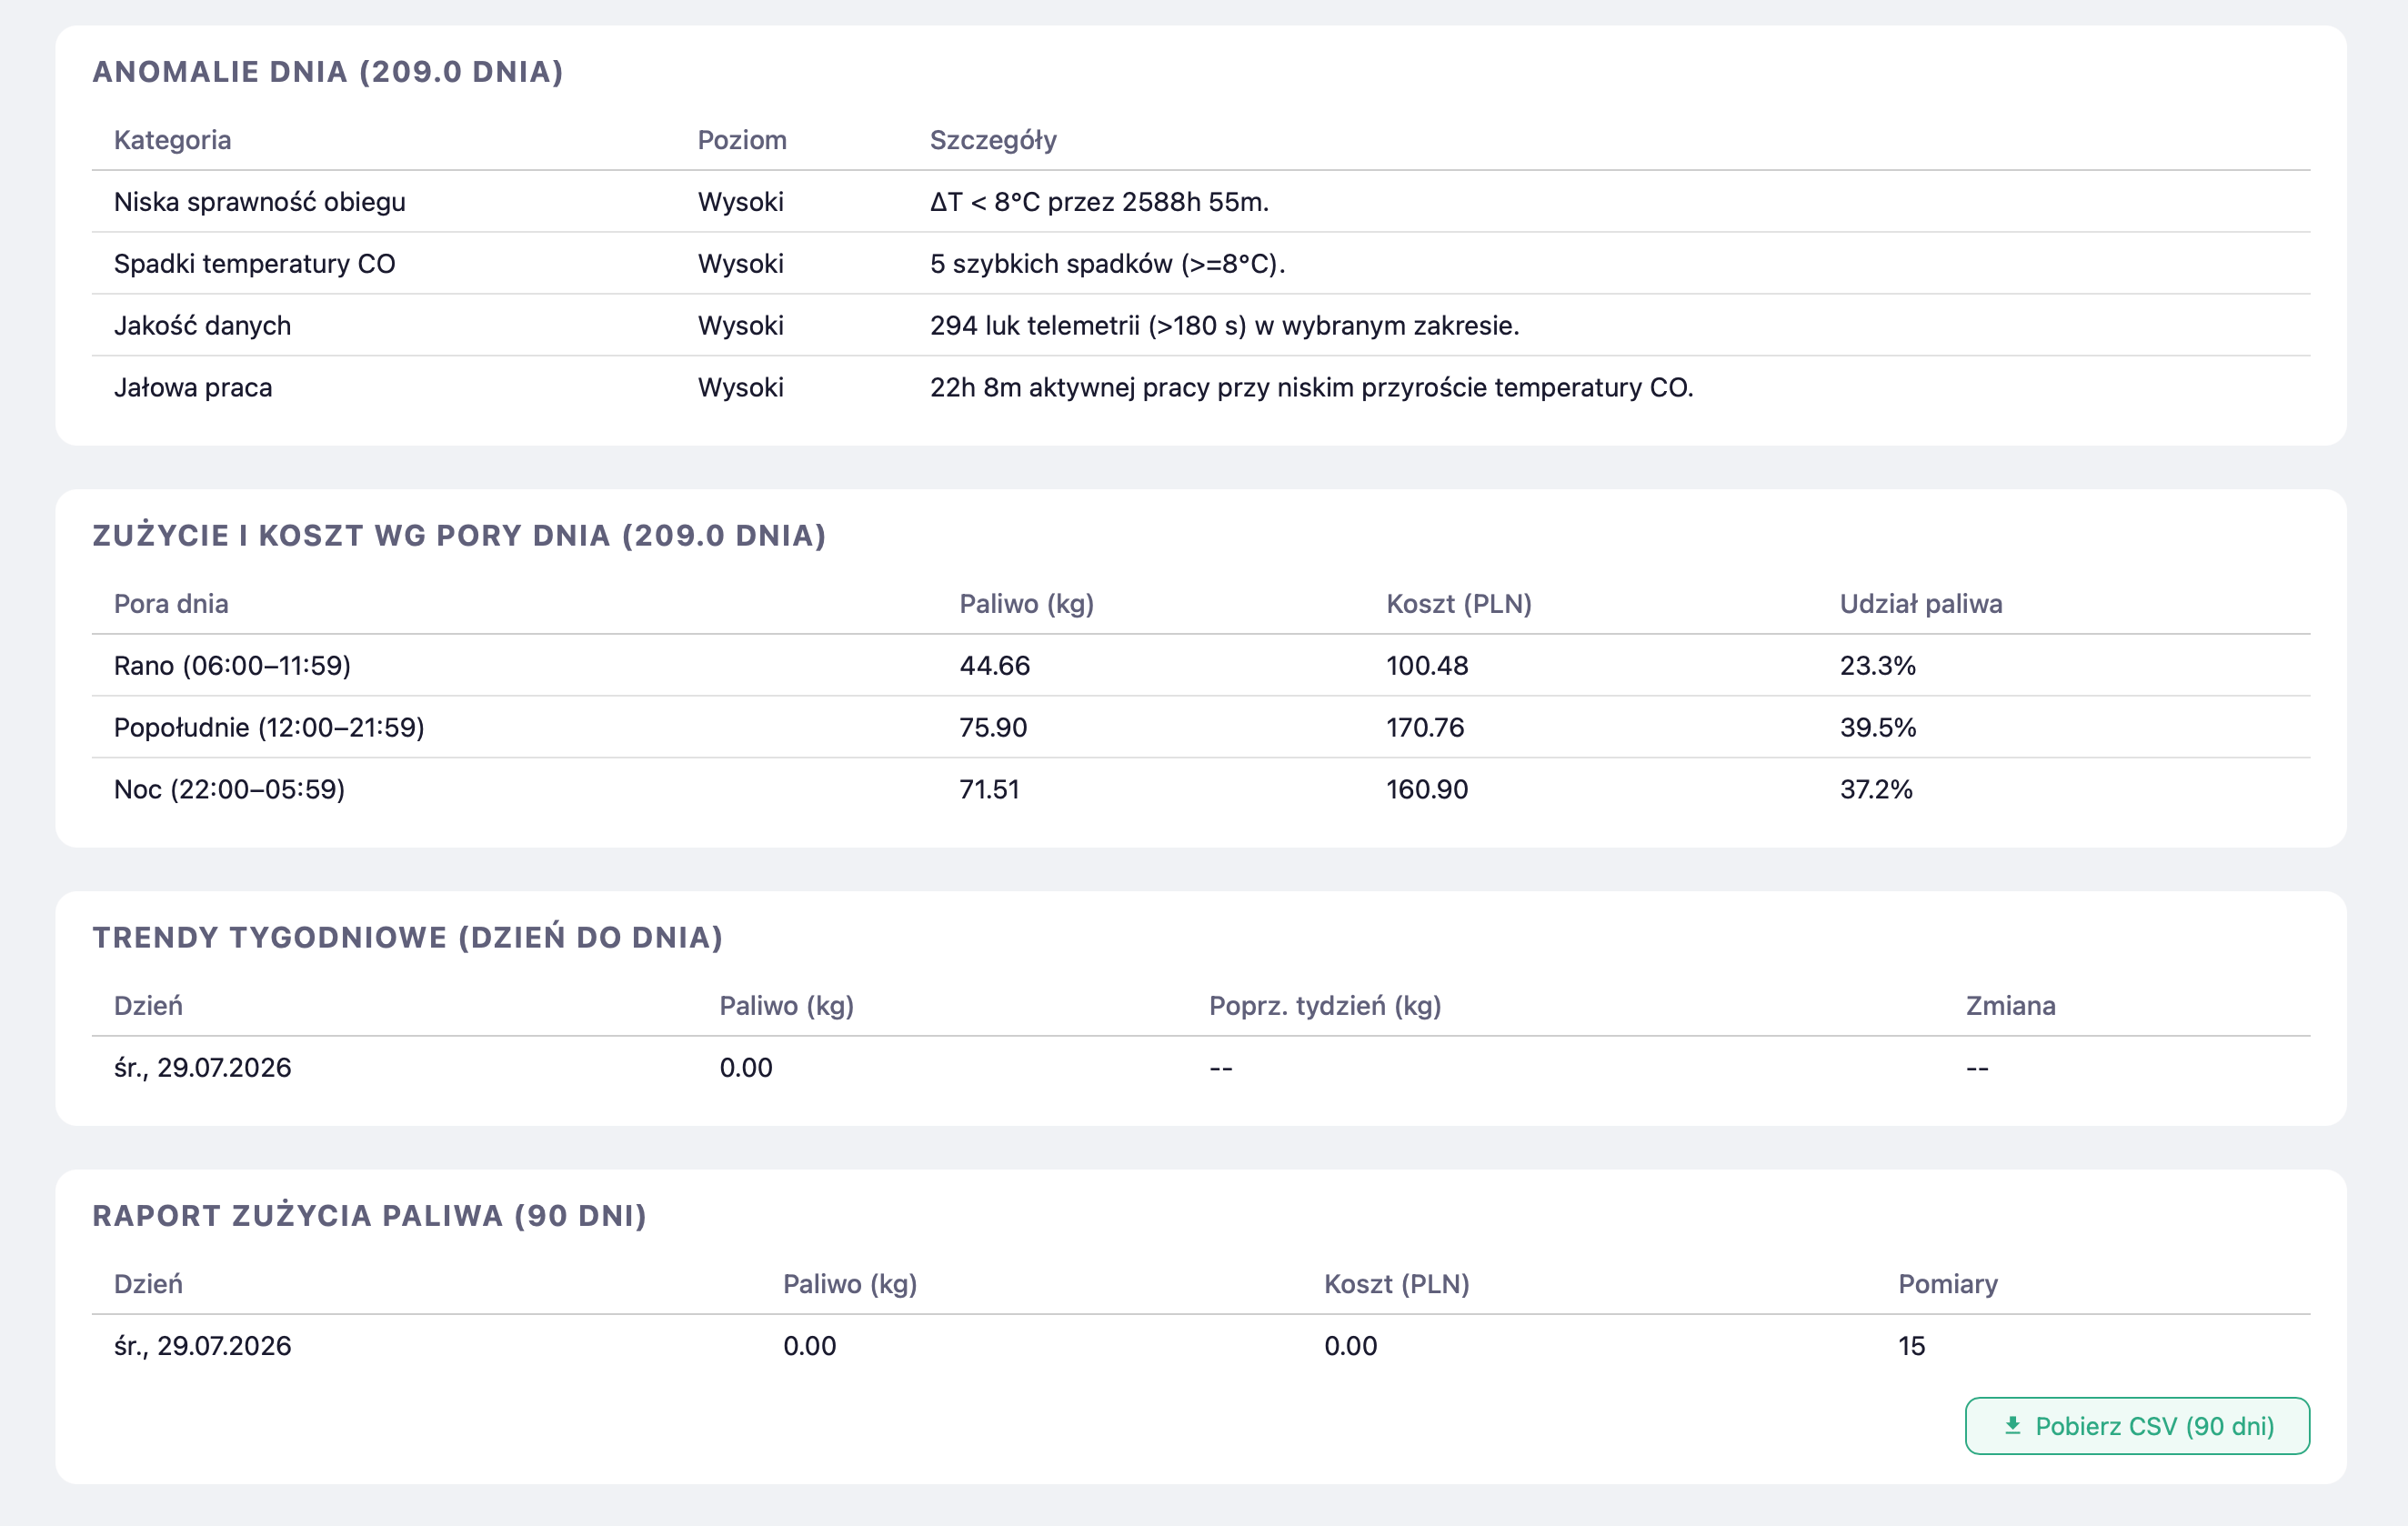 ANOMALIE DNIA (209.0 DNIA)
Kategoria Poziom Szczegóły
Niska sprawność obiegu Wysoki ΔT < 8°C przez 2588h 55m.
Spadki temperatury CO Wysoki 5 szybkich spadków (>=8°C).
Jakość danych Wysoki 294 luk telemetrii (>180 s) w wybranym zakresie.
Jałowa praca Wysoki 22h 8m aktywnej pracy przy niskim przyroście temperatury CO.
ZUŻYCIE I KOSZT WG PORY DNIA (209.0 DNIA)
Pora dnia Paliwo (kg) Koszt (PLN) Udział paliwa
Rano (06:00–11:59) 44.66 100.48 23.3%
Popołudnie (12:00–21:59) 75.90 170.76 39.5%
Noc (22:00–05:59) 71.51 160.90 37.2%
TRENDY TYGODNIOWE (DZIEŃ DO DNIA)
Dzień Paliwo (kg) Poprz. tydzień (kg) Zmiana
śr., 29.07.2026 0.00 -- --
RAPORT ZUŻYCIA PALIWA (90 DNI)
Dzień Paliwo (kg) Koszt (PLN) Pomiary
śr., 29.07.2026 0.00 0.00 15
Pobierz CSV (90 dni)